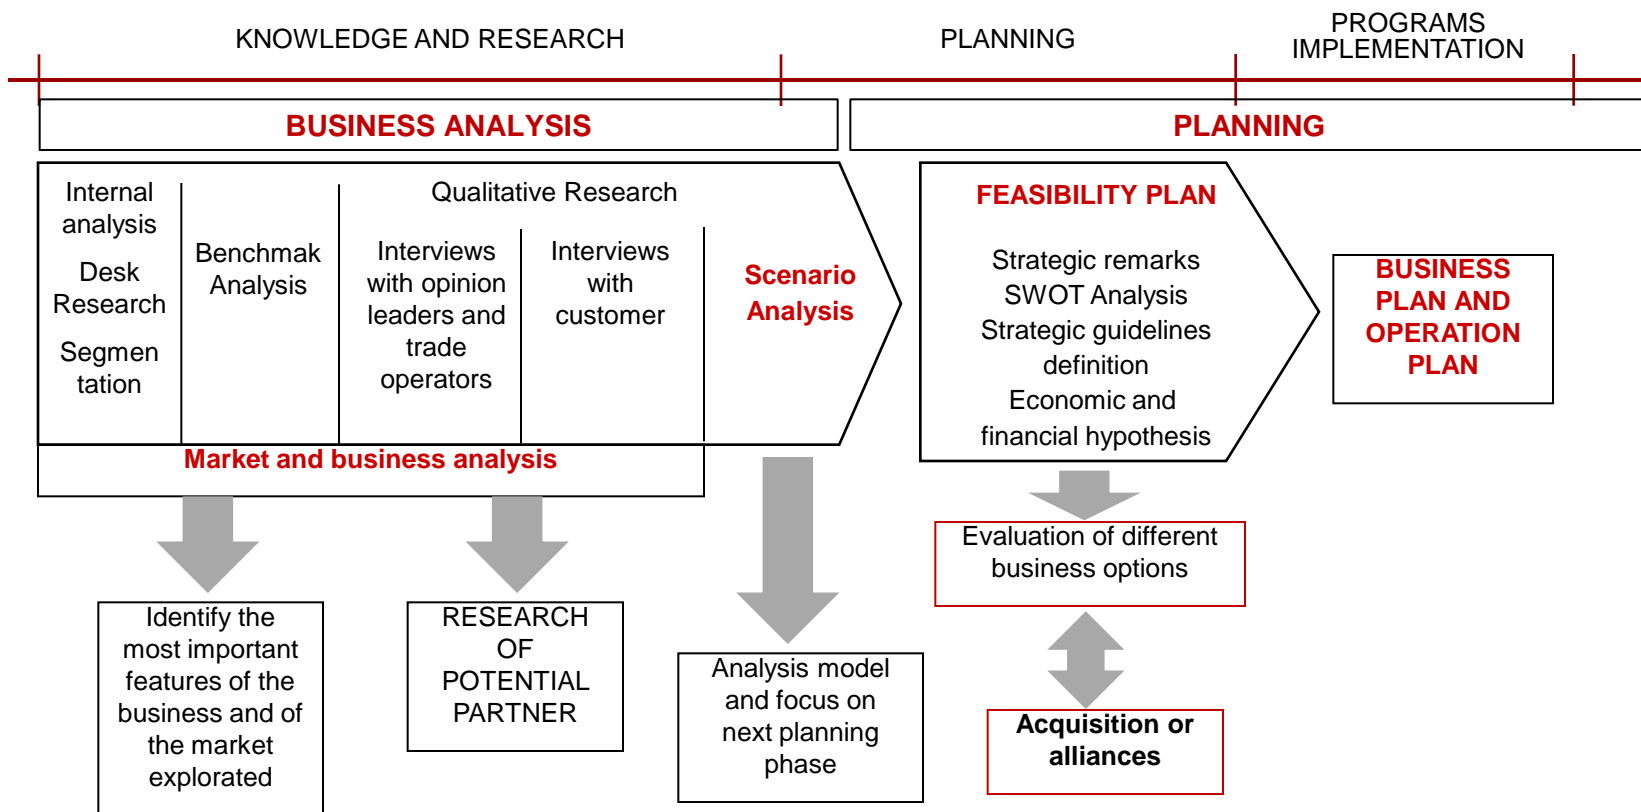 KNOWLEDGE AND RESEARCH
PLANNING
PROGRAMS
IMPLEMENTATION
BUSINESS ANALYSIS
PLANNING
Internal
analysis
Desk
Research
Segmen
tation
Benchmak
Analysis
Qualitative Research
Interviews
with opinion
leaders and
trade
operators
Interviews
with
customer
Scenario
Analysis
Market and business analysis
FEASIBILITY PLAN
Strategic remarks
SWOT Analysis
Strategic guidelines
definition
Economic and
financial hypothesis
BUSINESS
PLAN AND
OPERATION
PLAN
Identify the
most important
features of the
business and of
the market
explorated
RESEARCH
OF
POTENTIAL
PARTNER
Analysis model
and focus on
next planning
phase
Evaluation of different
business options
Acquisition or
alliances